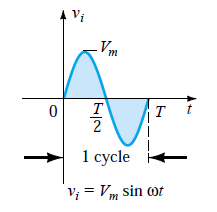 v_i
V_m
0 T/2 T t
1 cycle
v_i = V_m sin ωt